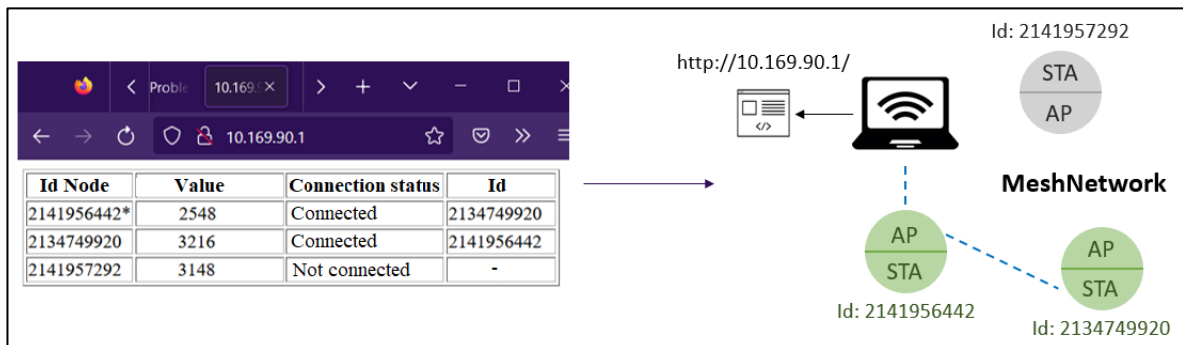 Proble
10.169.9
10.169.90.1
Id Node Value Connection status Id
2141956442* 2548 Connected 2134749920
2134749920 3216 Connected 2141956442
2141957292 3148 Not connected -
http://10.169.90.1/
</>
Id: 2141957292
STA
AP
MeshNetwork
AP
STA
Id: 2141956442
AP
STA
Id: 2134749920